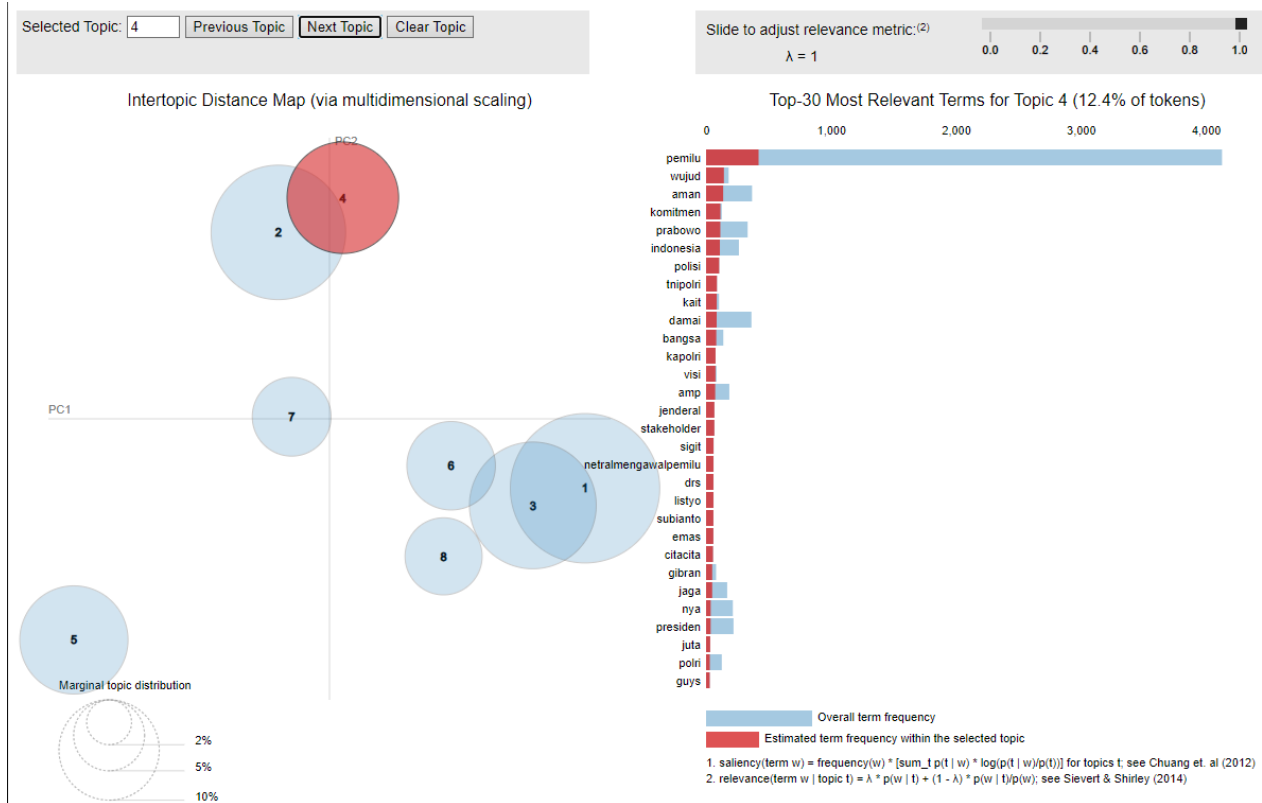 Selected Topic: 4 Previous Topic Next Topic Clear Topic
Slide to adjust relevance metric:(2)
λ = 1
0.0 0.2 0.4 0.6 0.8 1.0
Intertopic Distance Map (via multidimensional scaling)
PC2
PC1
4
2
7
6
1
3
8
5
Marginal topic distribution
2%
5%
10%
Top-30 Most Relevant Terms for Topic 4 (12.4% of tokens)
0 1,000 2,000 3,000 4,000
pemilu
wujud
aman
komitmen
prabowo
indonesia
polisi
tnipolri
kait
damai
bangsa
kapolri
visi
amp
jenderal
stakeholder
sigit
netralmengawalpemilu
drs
listyo
subianto
emas
citacita
gibran
jaga
nya
presiden
juta
polri
guys
Overall term frequency
Estimated term frequency within the selected topic
1. saliency(term w) = frequency(w) * [sum_t p(t | w) * log(p(t | w)/p(t))] for topics t; see Chuang et. al (2012)
2. relevance(term w | topic t) = λ * p(w | t) + (1 - λ) * p(w | t)/p(w); see Sievert & Shirley (2014)